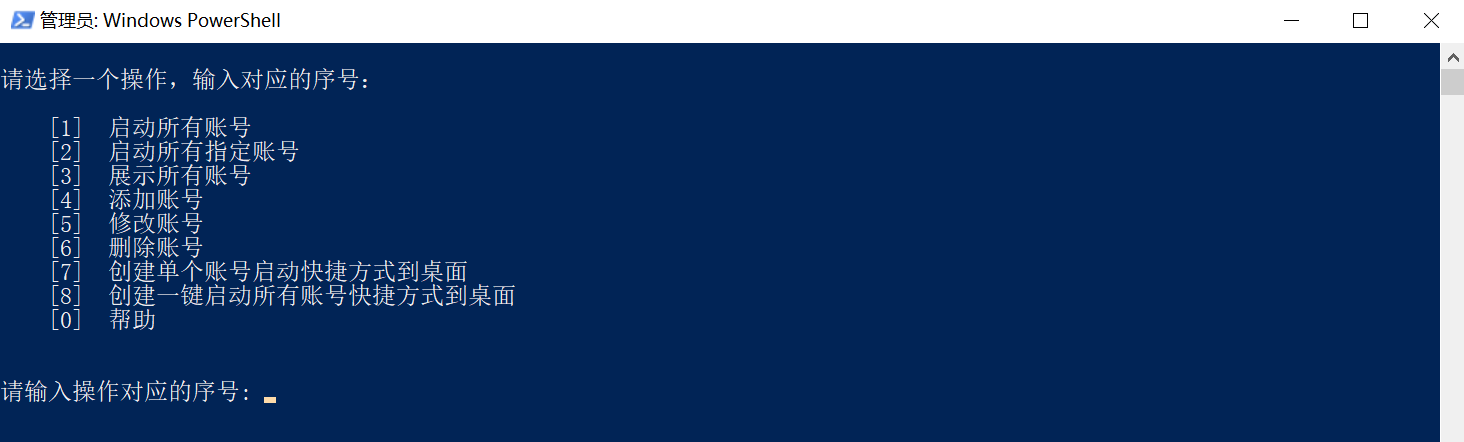 管理员: Windows PowerShell
请选择一个操作，输入对应的序号：
[1] 启动所有账号
[2] 启动所有指定账号
[3] 展示所有账号
[4] 添加账号
[5] 修改账号
[6] 删除账号
[7] 创建单个账号启动快捷方式到桌面
[8] 创建一键启动所有账号快捷方式到桌面
[0] 帮助
请输入操作对应的序号: